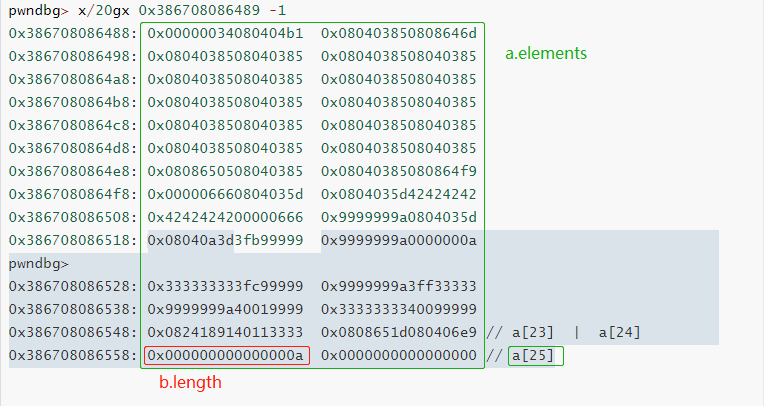 pwndbg> x/20gx 0x386708086489 -1
0x386708086488: 0x00000034080404b1 0x080403850808646d
0x386708086498: 0x0804038508040385 0x0804038508040385
a.elements
0x3867080864a8: 0x0804038508040385 0x0804038508040385
0x3867080864b8: 0x0804038508040385 0x0804038508040385
0x3867080864c8: 0x0804038508040385 0x0804038508040385
0x3867080864d8: 0x0804038508040385 0x0804038508040385
0x3867080864e8: 0x0808650508040385 0x08040385080864f9
0x3867080864f8: 0x000006660804035d 0x0804035d42424242
0x386708086508: 0x4242424200000666 0x9999999a0804035d
0x386708086518: 0x08040a3d3fb99999 0x9999999a0000000a
pwndbg>
0x386708086528: 0x333333333fc99999 0x9999999a3ff33333
0x386708086538: 0x9999999a40019999 0x3333333340099999
0x386708086548: 0x0824189140113333 0x0808651d080406e9 // a[23] | a[24]
0x386708086558: 0x000000000000000a 0x0000000000000000 // a[25]
b.length